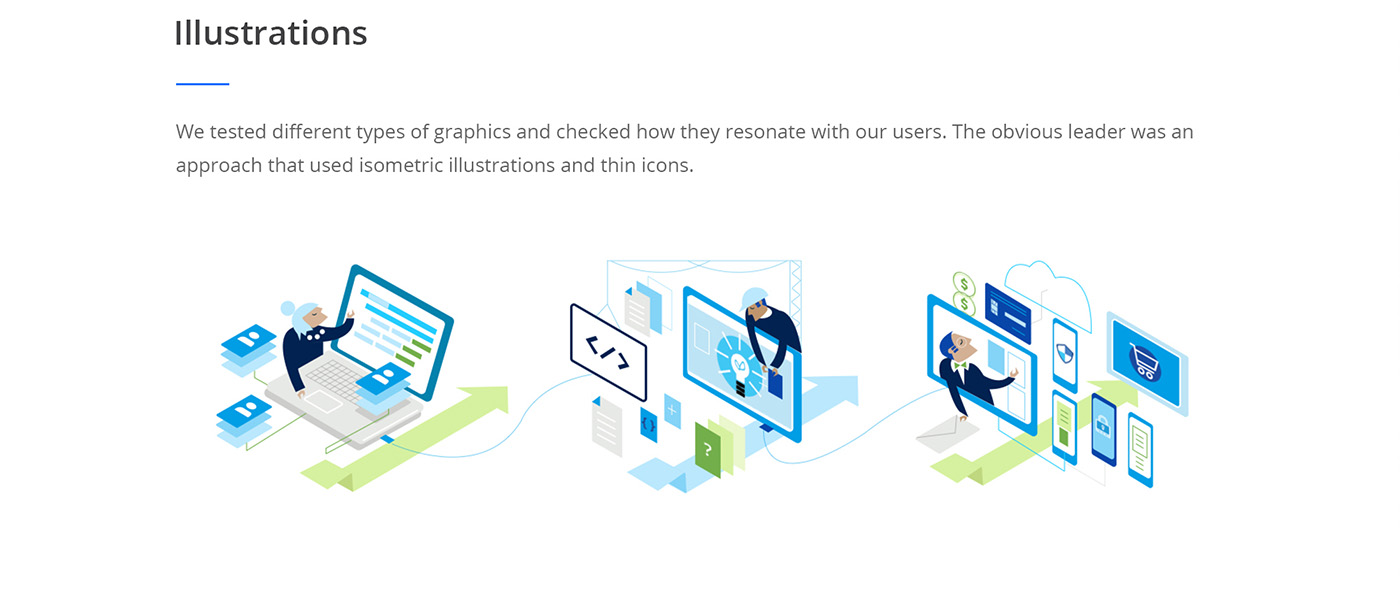 Illustrations
We tested different types of graphics and checked how they resonate with our users. The obvious leader was an
approach that used isometric illustrations and thin icons.
$
$
</>
+
< >
?